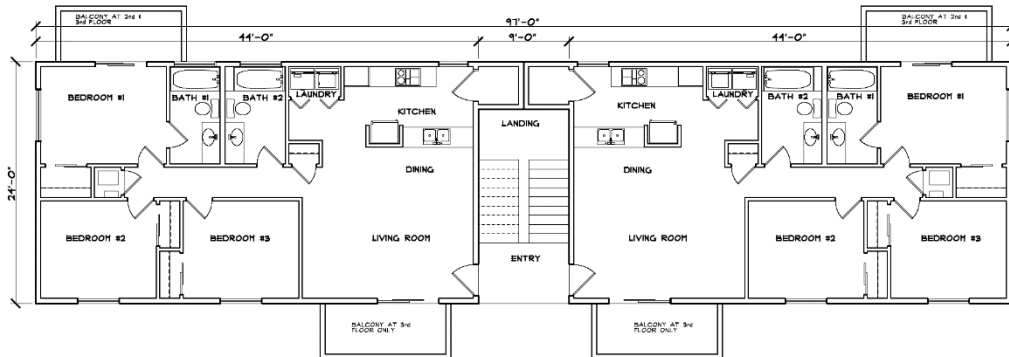 BALCONY AT 2nd &
3rd FLOOR
97'-0"
BALCONY AT 2nd &
3rd FLOOR
44'-0"
9'-0"
44'-0"
24'-0"
BEDROOM #1
BATH #1
BATH #2
LAUNDRY
KITCHEN
LANDING
KITCHEN
LAUNDRY
BATH #2
BATH #1
BEDROOM #1
DINING
DINING
BEDROOM #2
BEDROOM #3
LIVING ROOM
ENTRY
LIVING ROOM
BEDROOM #2
BEDROOM #3
BALCONY AT 3rd
FLOOR ONLY
BALCONY AT 3rd
FLOOR ONLY